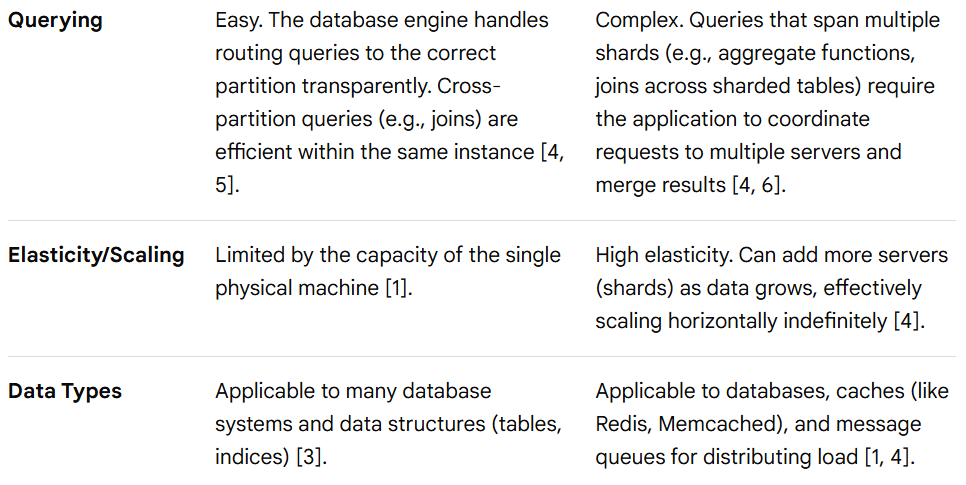 Querying
Easy. The database engine handles
routing queries to the correct
partition transparently. Cross-
partition queries (e.g., joins) are
efficient within the same instance [4,
5].
Complex. Queries that span multiple
shards (e.g., aggregate functions,
joins across sharded tables) require
the application to coordinate
requests to multiple servers and
merge results [4, 6].
Elasticity/Scaling
Limited by the capacity of the single
physical machine [1].
High elasticity. Can add more servers
(shards) as data grows, effectively
scaling horizontally indefinitely [4].
Data Types
Applicable to many database
systems and data structures (tables,
indices) [3].
Applicable to databases, caches (like
Redis, Memcached), and message
queues for distributing load [1, 4].